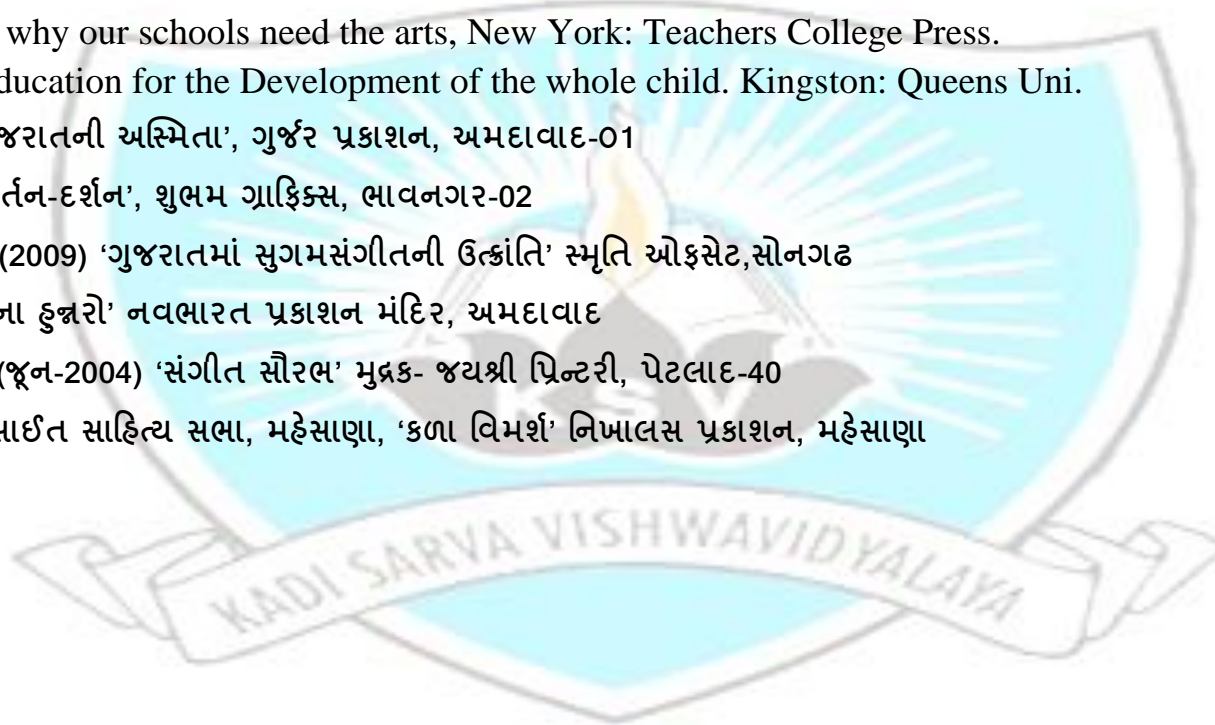 why our schools need the arts, New York: Teachers College Press.
ducation for the Development of the whole child. Kingston: Queens Uni.
જરાતની અસ્મિતા’, ગુર્જર પ્રકાશન, અમદાવાદ-01
ર્તન-દર્શન’, શુભમ ગ્રાફિક્સ, ભાવનગર-02
(2009) ‘ગુજરાતમાં સુગમસંગીતની ઉત્ક્રાંતિ’ સ્મૃતિ ઓફસેટ,સોનગઢ
ના હુન્નરો’ નવભારત પ્રકાશન મંદિર, અમદાવાદ
(જૂન-2004) ‘સંગીત સૌરભ’ મુદ્રક- જયશ્રી પ્રિન્ટરી, પેટલાદ-40
સાઈત સાહિત્ય સભા, મહેસાણા, ‘કળા વિમર્શ’ નિખાલસ પ્રકાશન, મહેસાણા
KSV
KADI SARVA VISHWAVIDYALAYA